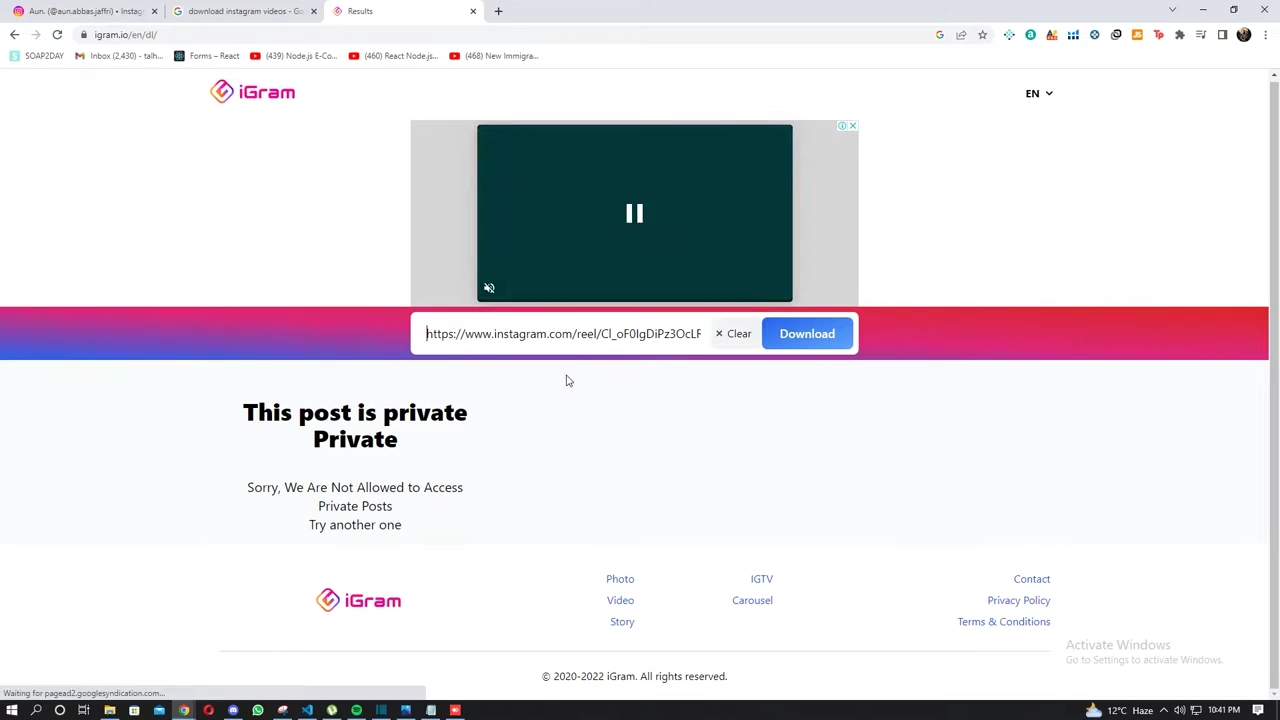 Aun. (@aun.abbas.jaffri) • Instag
download instagram videos - Go
Results
igram.io/en/dl/
SOAP2DAY
Inbox (2,430) - talh...
Forms – React
(439) Node.js E-Co...
(460) React Node.js...
(468) New Immigra...
iGram
EN
https://www.instagram.com/reel/Cl_oF0IgDiPz3OcLF
× Clear
Download
This post is private
Private
Sorry, We Are Not Allowed to Access
Private Posts
Try another one
iGram
Photo
IGTV
Contact
Video
Carousel
Privacy Policy
Story
Terms & Conditions
Activate Windows
Go to Settings to activate Windows.
© 2020-2022 iGram. All rights reserved.
Waiting for pagead2.googlesyndication.com...
12°C Haze
10:41 PM